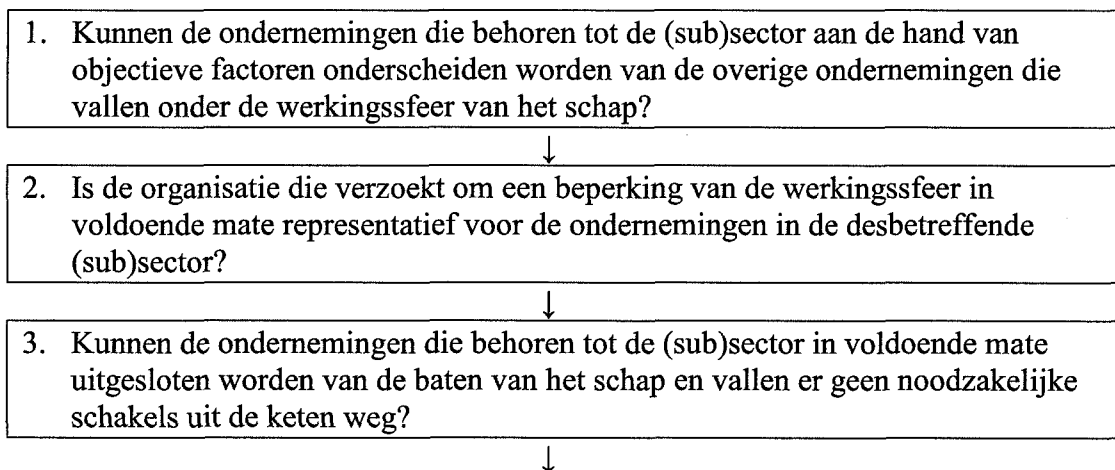 1. Kunnen de ondernemingen die behoren tot de (sub)sector aan de hand van
objectieve factoren onderscheiden worden van de overige ondernemingen die
vallen onder de werkingssfeer van het schap?
↓
2. Is de organisatie die verzoekt om een beperking van de werkingssfeer in
voldoende mate representatief voor de ondernemingen in de desbetreffende
(sub)sector?
↓
3. Kunnen de ondernemingen die behoren tot de (sub)sector in voldoende mate
uitgesloten worden van de baten van het schap en vallen er geen noodzakelijke
schakels uit de keten weg?
↓